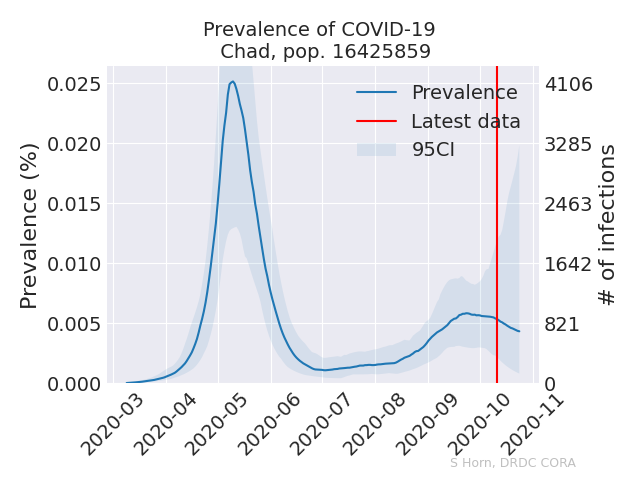 Prevalence of COVID-19
Chad, pop. 16425859
Prevalence (%)
0.025
0.020
0.015
0.010
0.005
0.000
Prevalence
Latest data
95CI
4106
3285
2463
1642
821
0
# of infections
2020-03
2020-04
2020-05
2020-06
2020-07
2020-08
2020-09
2020-10
2020-11
S Horn, DRDC CORA